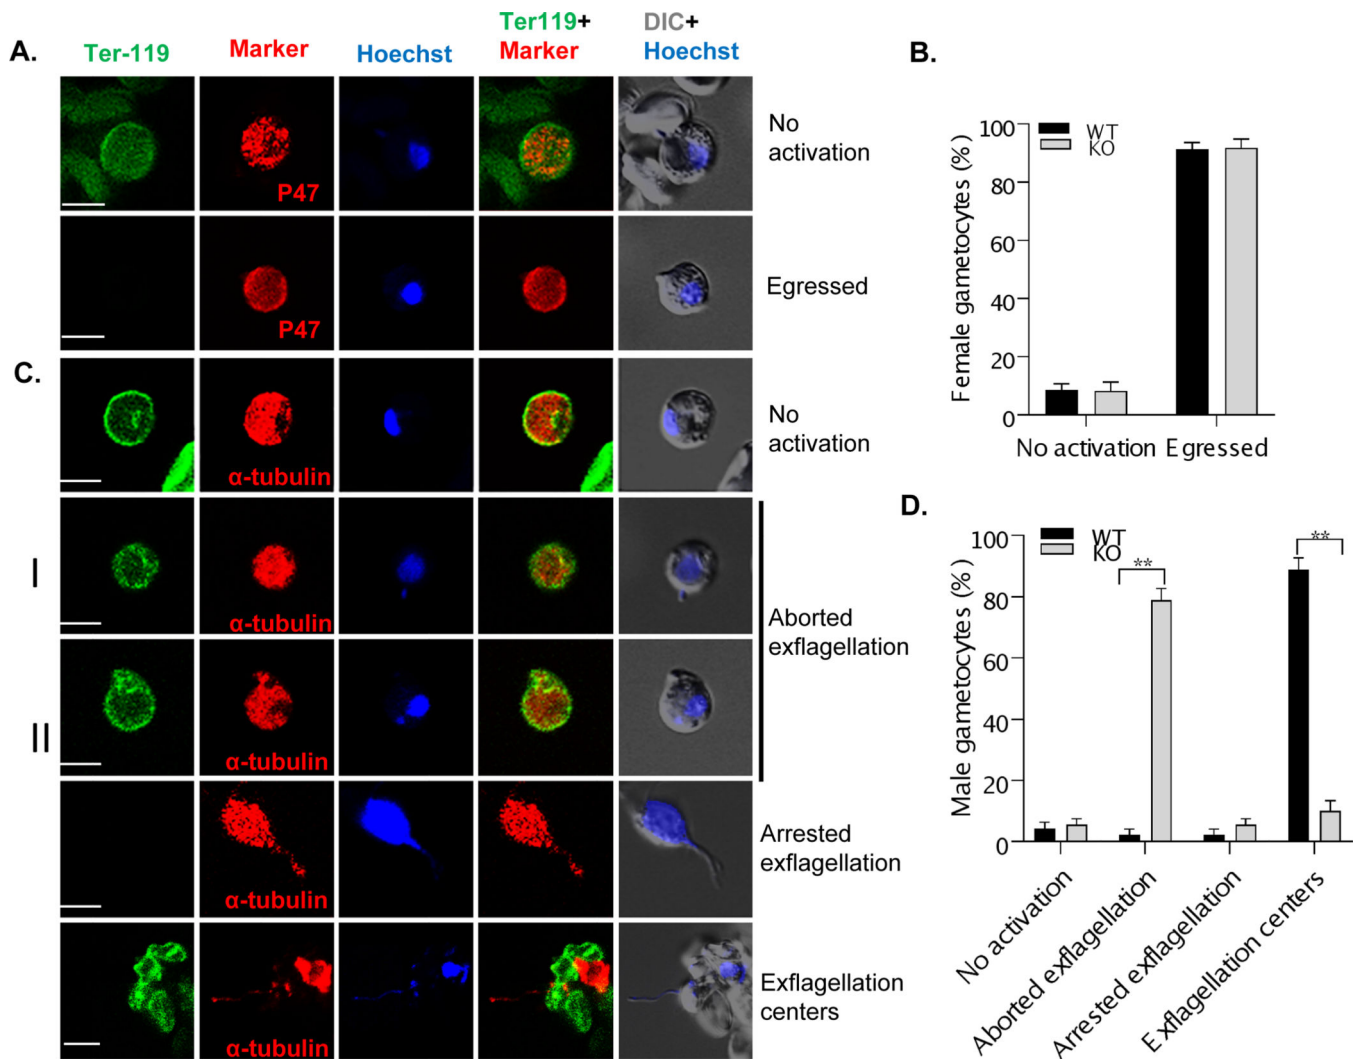 A.
Ter-119
Marker
Hoechst
Ter119+
Marker
DIC+
Hoechst
P47
No
activation
P47
Egressed
C.
α-tubulin
No
activation
I
α-tubulin
II
α-tubulin
Aborted
exflagellation
α-tubulin
Arrested
exflagellation
α-tubulin
Exflagellation
centers
B.
WT
KO
Female gametocytes (%)
100
80
60
40
20
0
No activation
Egressed
D.
WT
KO
**
**
Male gametocytes (%)
100
80
60
40
20
0
No activation
Aborted exflagellation
Arrested exflagellation
Exflagellation centers